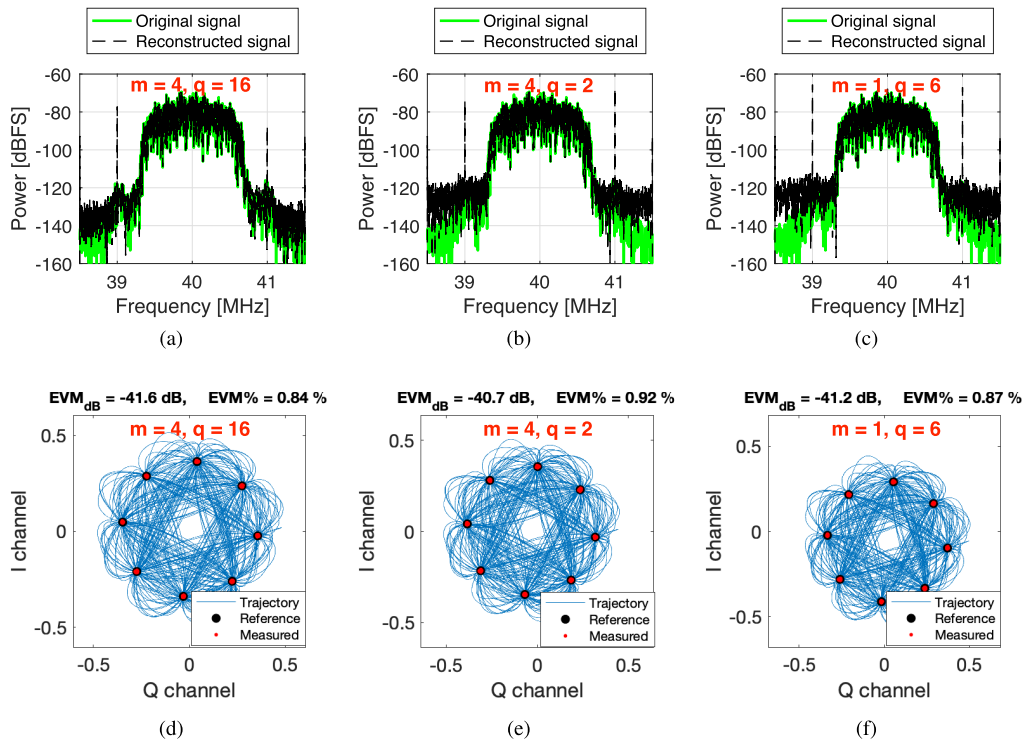 Original signal
Reconstructed signal
Original signal
Reconstructed signal
Original signal
Reconstructed signal
m = 4, q = 16
-60
-80
-100
-120
-140
-160
Power [dBFS]
39
40
41
Frequency [MHz]
(a)
m = 4, q = 2
-60
-80
-100
-120
-140
-160
Power [dBFS]
39
40
41
Frequency [MHz]
(b)
m = 1, q = 6
-60
-80
-100
-120
-140
-160
Power [dBFS]
39
40
41
Frequency [MHz]
(c)
EVM_dB = -41.6 dB, EVM% = 0.84 %
m = 4, q = 16
0.5
0
-0.5
I channel
Trajectory
Reference
Measured
-0.5
0
0.5
Q channel
(d)
EVM_dB = -40.7 dB, EVM% = 0.92 %
m = 4, q = 2
0.5
0
-0.5
I channel
Trajectory
Reference
Measured
-0.5
0
0.5
Q channel
(e)
EVM_dB = -41.2 dB, EVM% = 0.87 %
m = 1, q = 6
0.5
0
-0.5
I channel
Trajectory
Reference
Measured
-0.5
0
0.5
Q channel
(f)